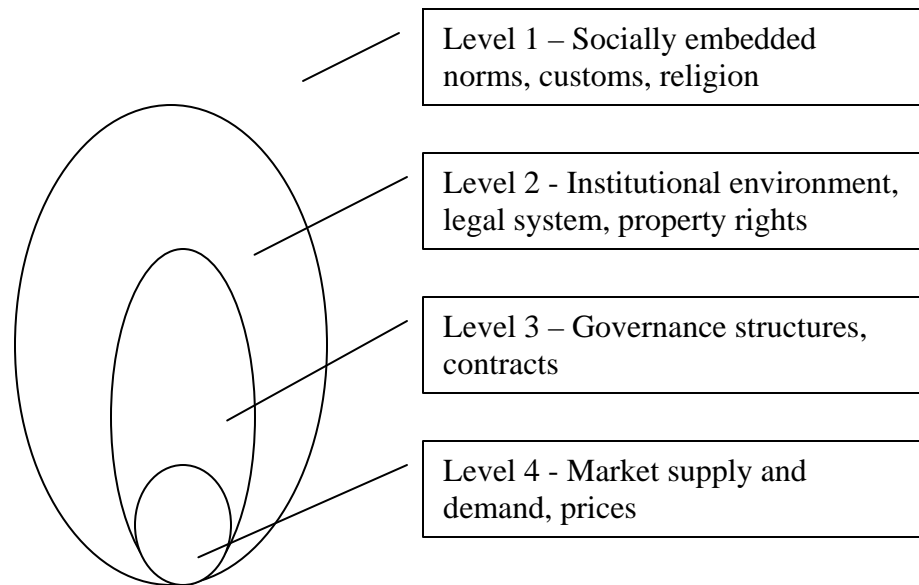 Level 1 – Socially embedded
norms, customs, religion
Level 2 - Institutional environment,
legal system, property rights
Level 3 – Governance structures,
contracts
Level 4 - Market supply and
demand, prices